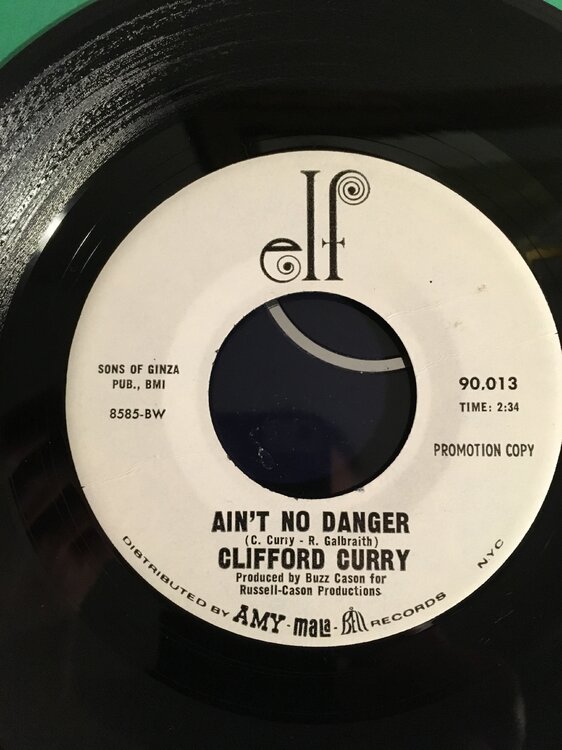 elf
SONS OF GINZA
PUB., BMI
8585-BW
90.013
TIME: 2:34
PROMOTION COPY
AIN'T NO DANGER
(C. Curry - R. Galbraith)
CLIFFORD CURRY
Produced by Buzz Cason for
Russell-Cason Productions
DISTRIBUTED BY AMY - mala - Bell RECORDS NYC